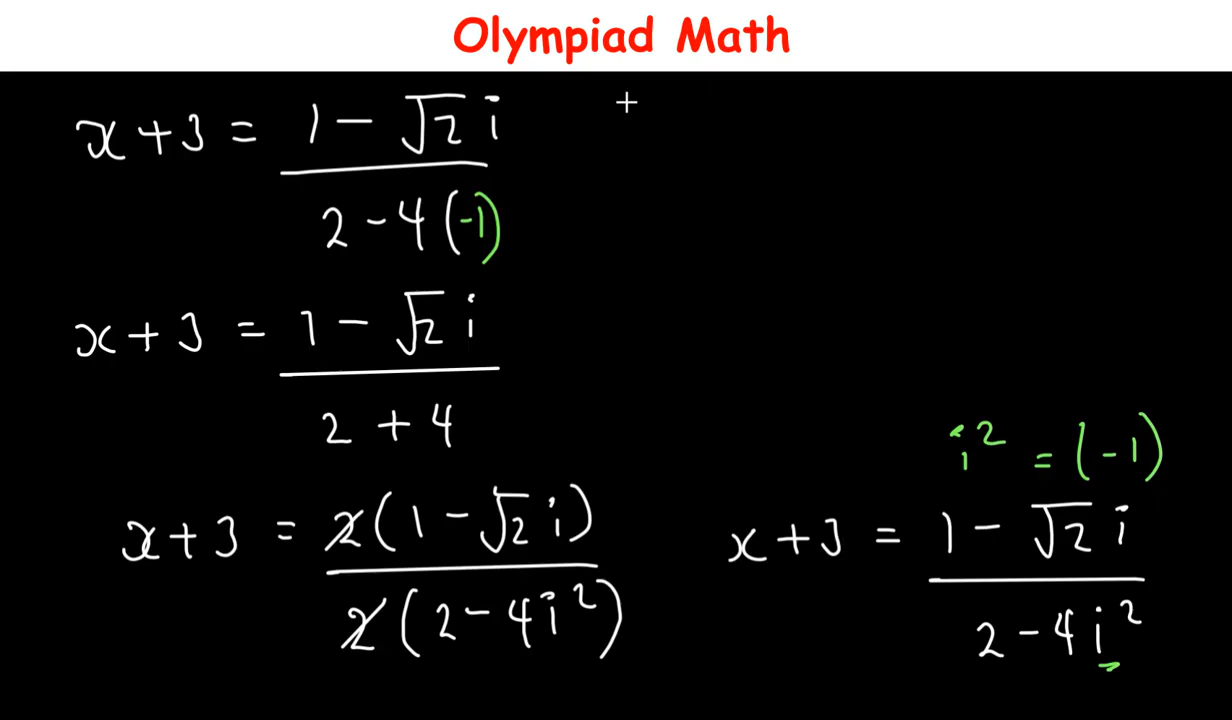 Olympiad Math
x + 3 = (1 - √2 i) / (2 - 4(-1))
x + 3 = (1 - √2 i) / (2 + 4)
x + 3 = 2(1 - √2 i) / 2(2 - 4i²)
i² = (-1)
x + 3 = (1 - √2 i) / (2 - 4i²)